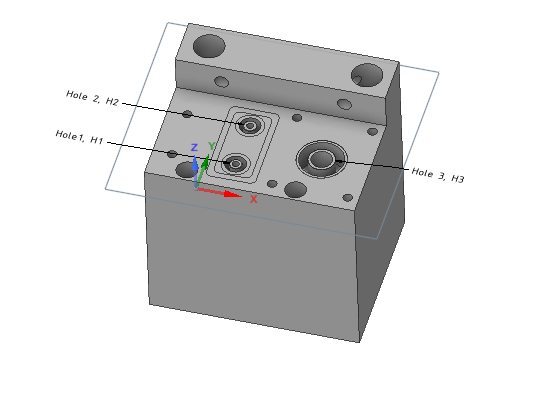 Hole 2, H2
Hole1, H1
Z
Y
X
Hole 3, H3